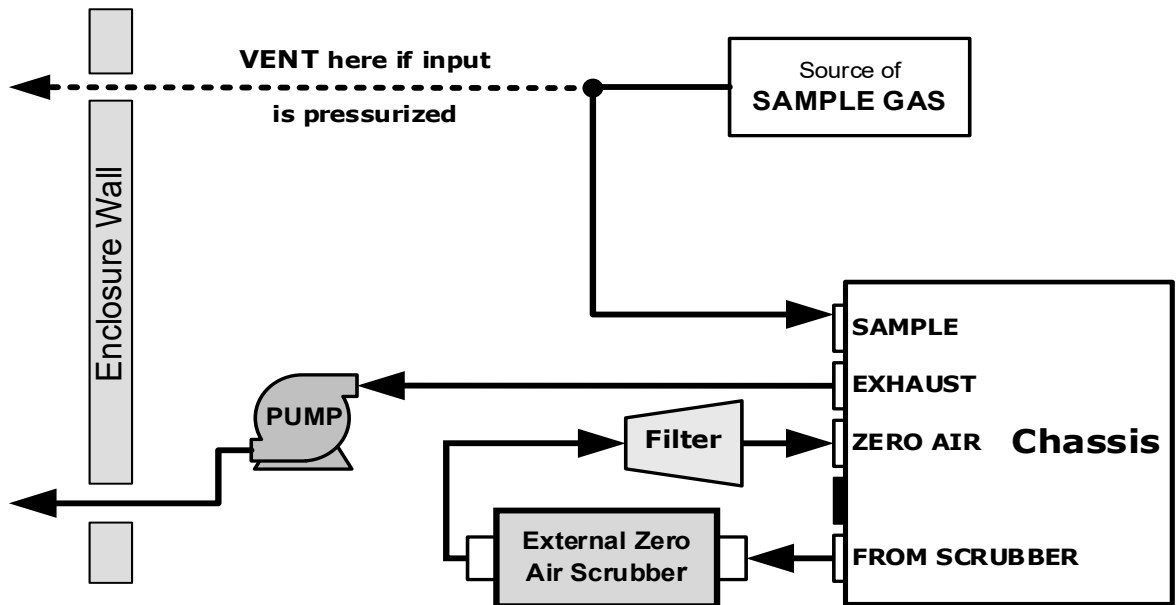 VENT here if input
is pressurized
Source of
SAMPLE GAS
Enclosure Wall
SAMPLE
EXHAUST
PUMP
Filter
ZERO AIR
Chassis
External Zero
Air Scrubber
FROM SCRUBBER